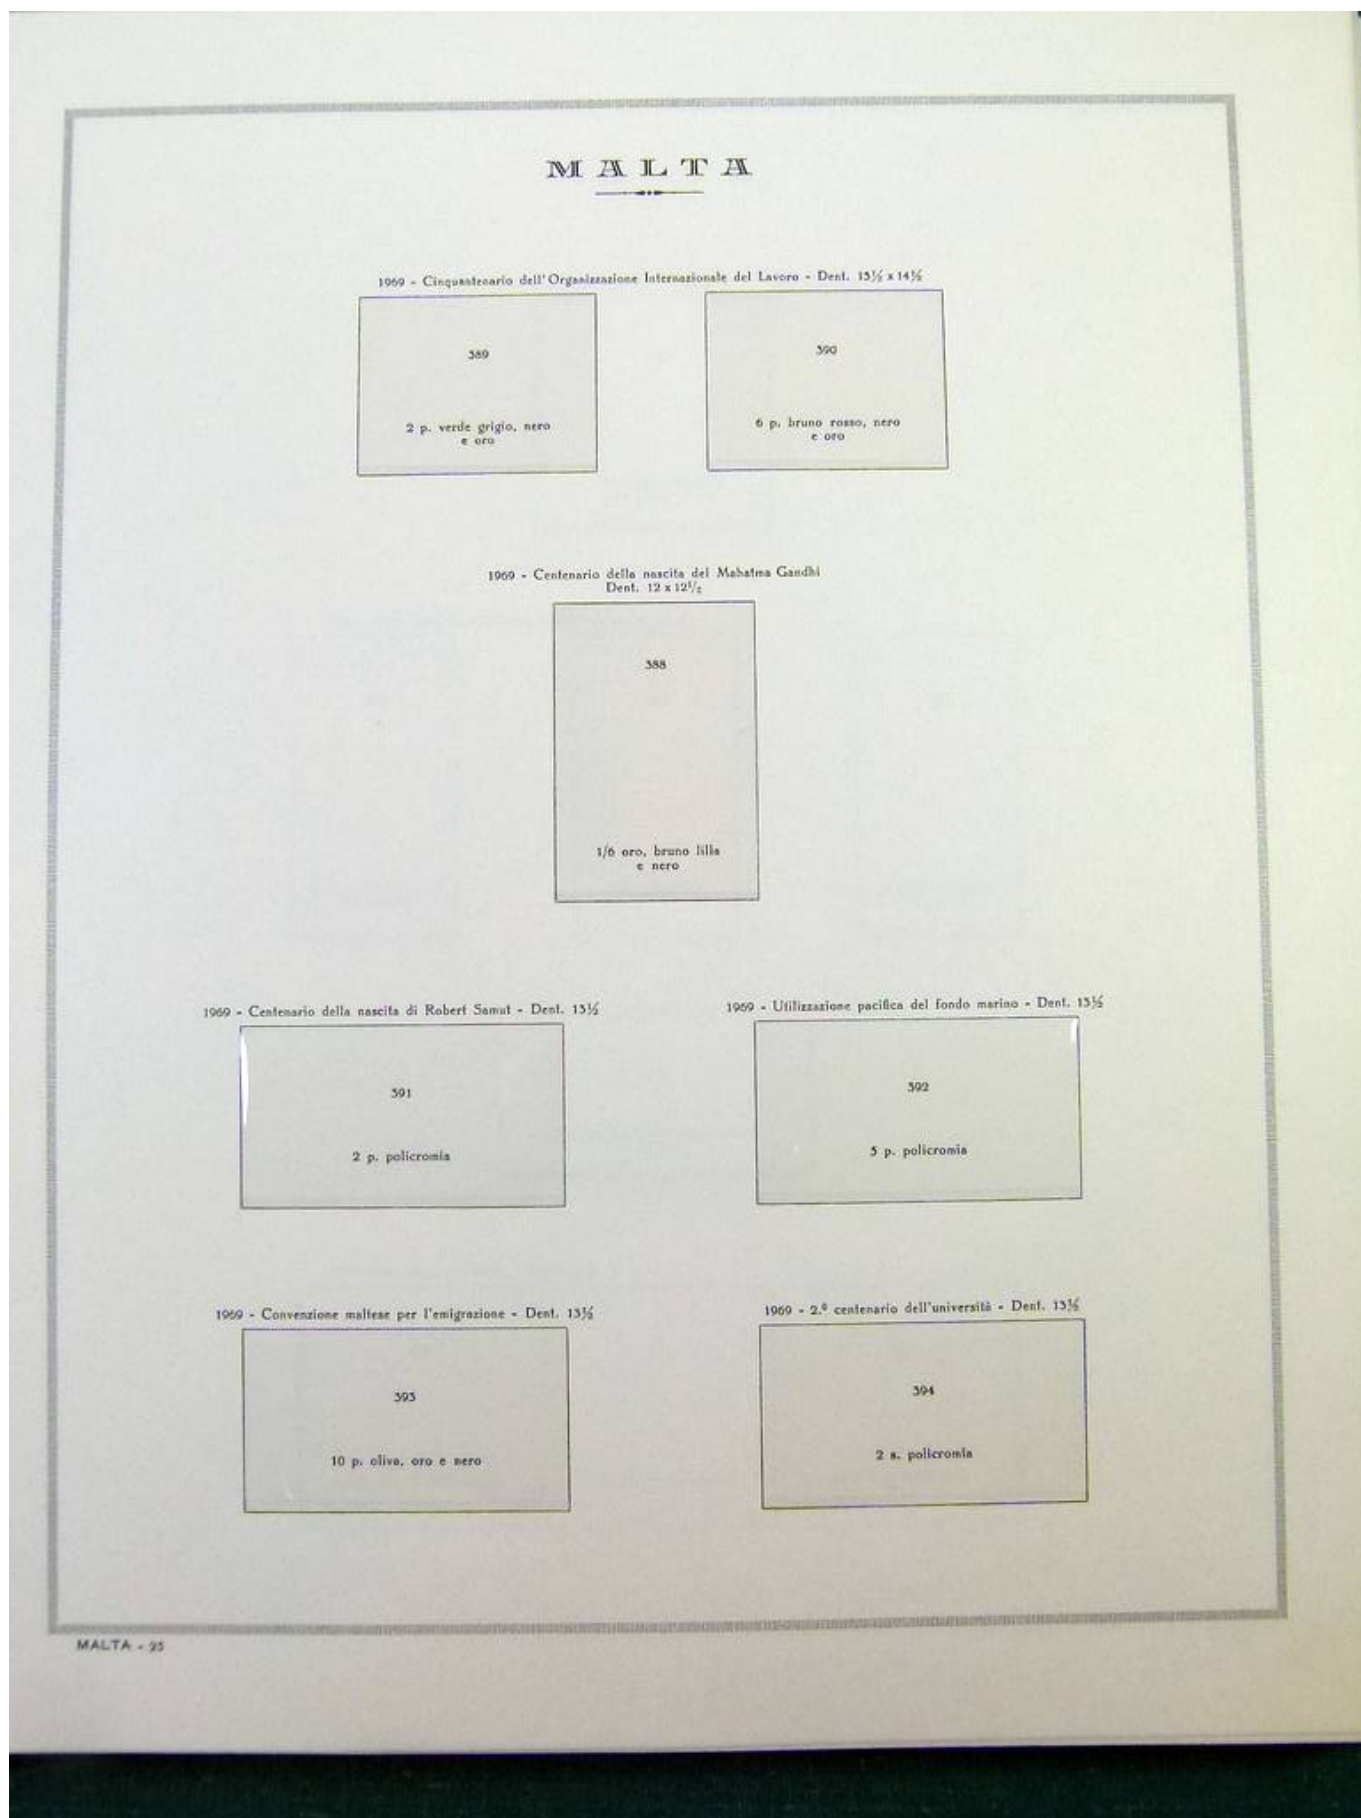 MALTA
1969 - Cinquantenario dell'Organizzazione Internazionale del Lavoro - Dent. 13½ x 14½
389
2 p. verde grigio, nero
e oro
390
6 p. bruno rosso, nero
e oro
1969 - Centenario della nascita del Mahatma Gandhi
Dent. 12 x 12½
388
1/6 oro, bruno lilla
e nero
1969 - Centenario della nascita di Robert Samut - Dent. 13½
391
2 p. policromia
1969 - Utilizzazione pacifica del fondo marino - Dent. 13½
392
5 p. policromia
1969 - Convenzione maltese per l'emigrazione - Dent. 13½
393
10 p. oliva, oro e nero
1969 - 2.º centenario dell'università - Dent. 13½
394
2 s. policromia
MALTA - 25